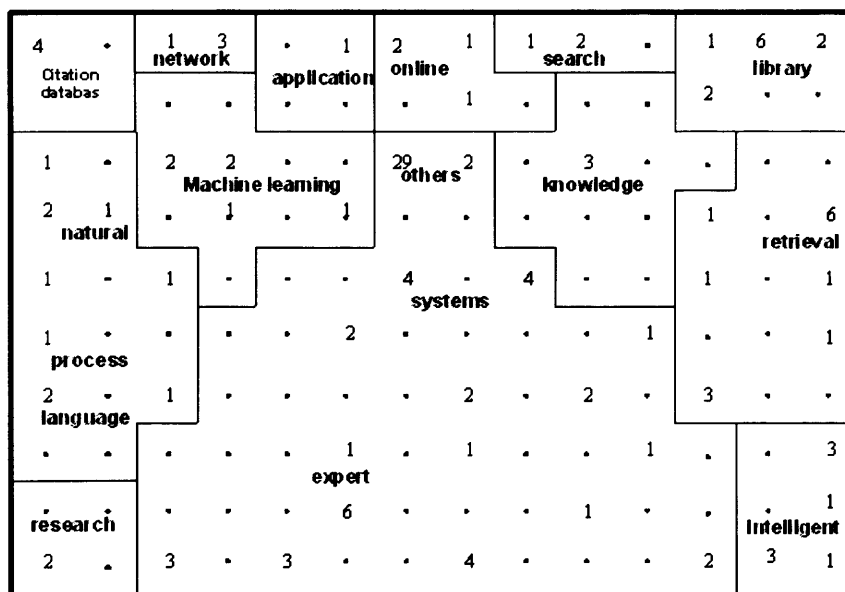 4 . 1 3 . 1 2 1 1 2 . 1 6 2
network application online search library
Citation
databas
. . . . 1 . . . 2 . .
1 . 2 2 . . 29 2 . 3 . . . .
Machine learning others knowledge
2 1 . 1 . 1 . . . . . 1 . 6
natural retrieval
1 - 1 - - - 4 - 4 - - 1 - 1
systems
1 . . . . 2 . . . . 1 . . 1
process
2 . 1 . . . . 2 . 2 . 3 . .
language
. . . . . 1 . 1 . . 1 . . 3
expert
. . . . . 6 . . . 1 . . . 1
research Intelligent
2 . 3 . 3 . . 4 . . . 2 3 1